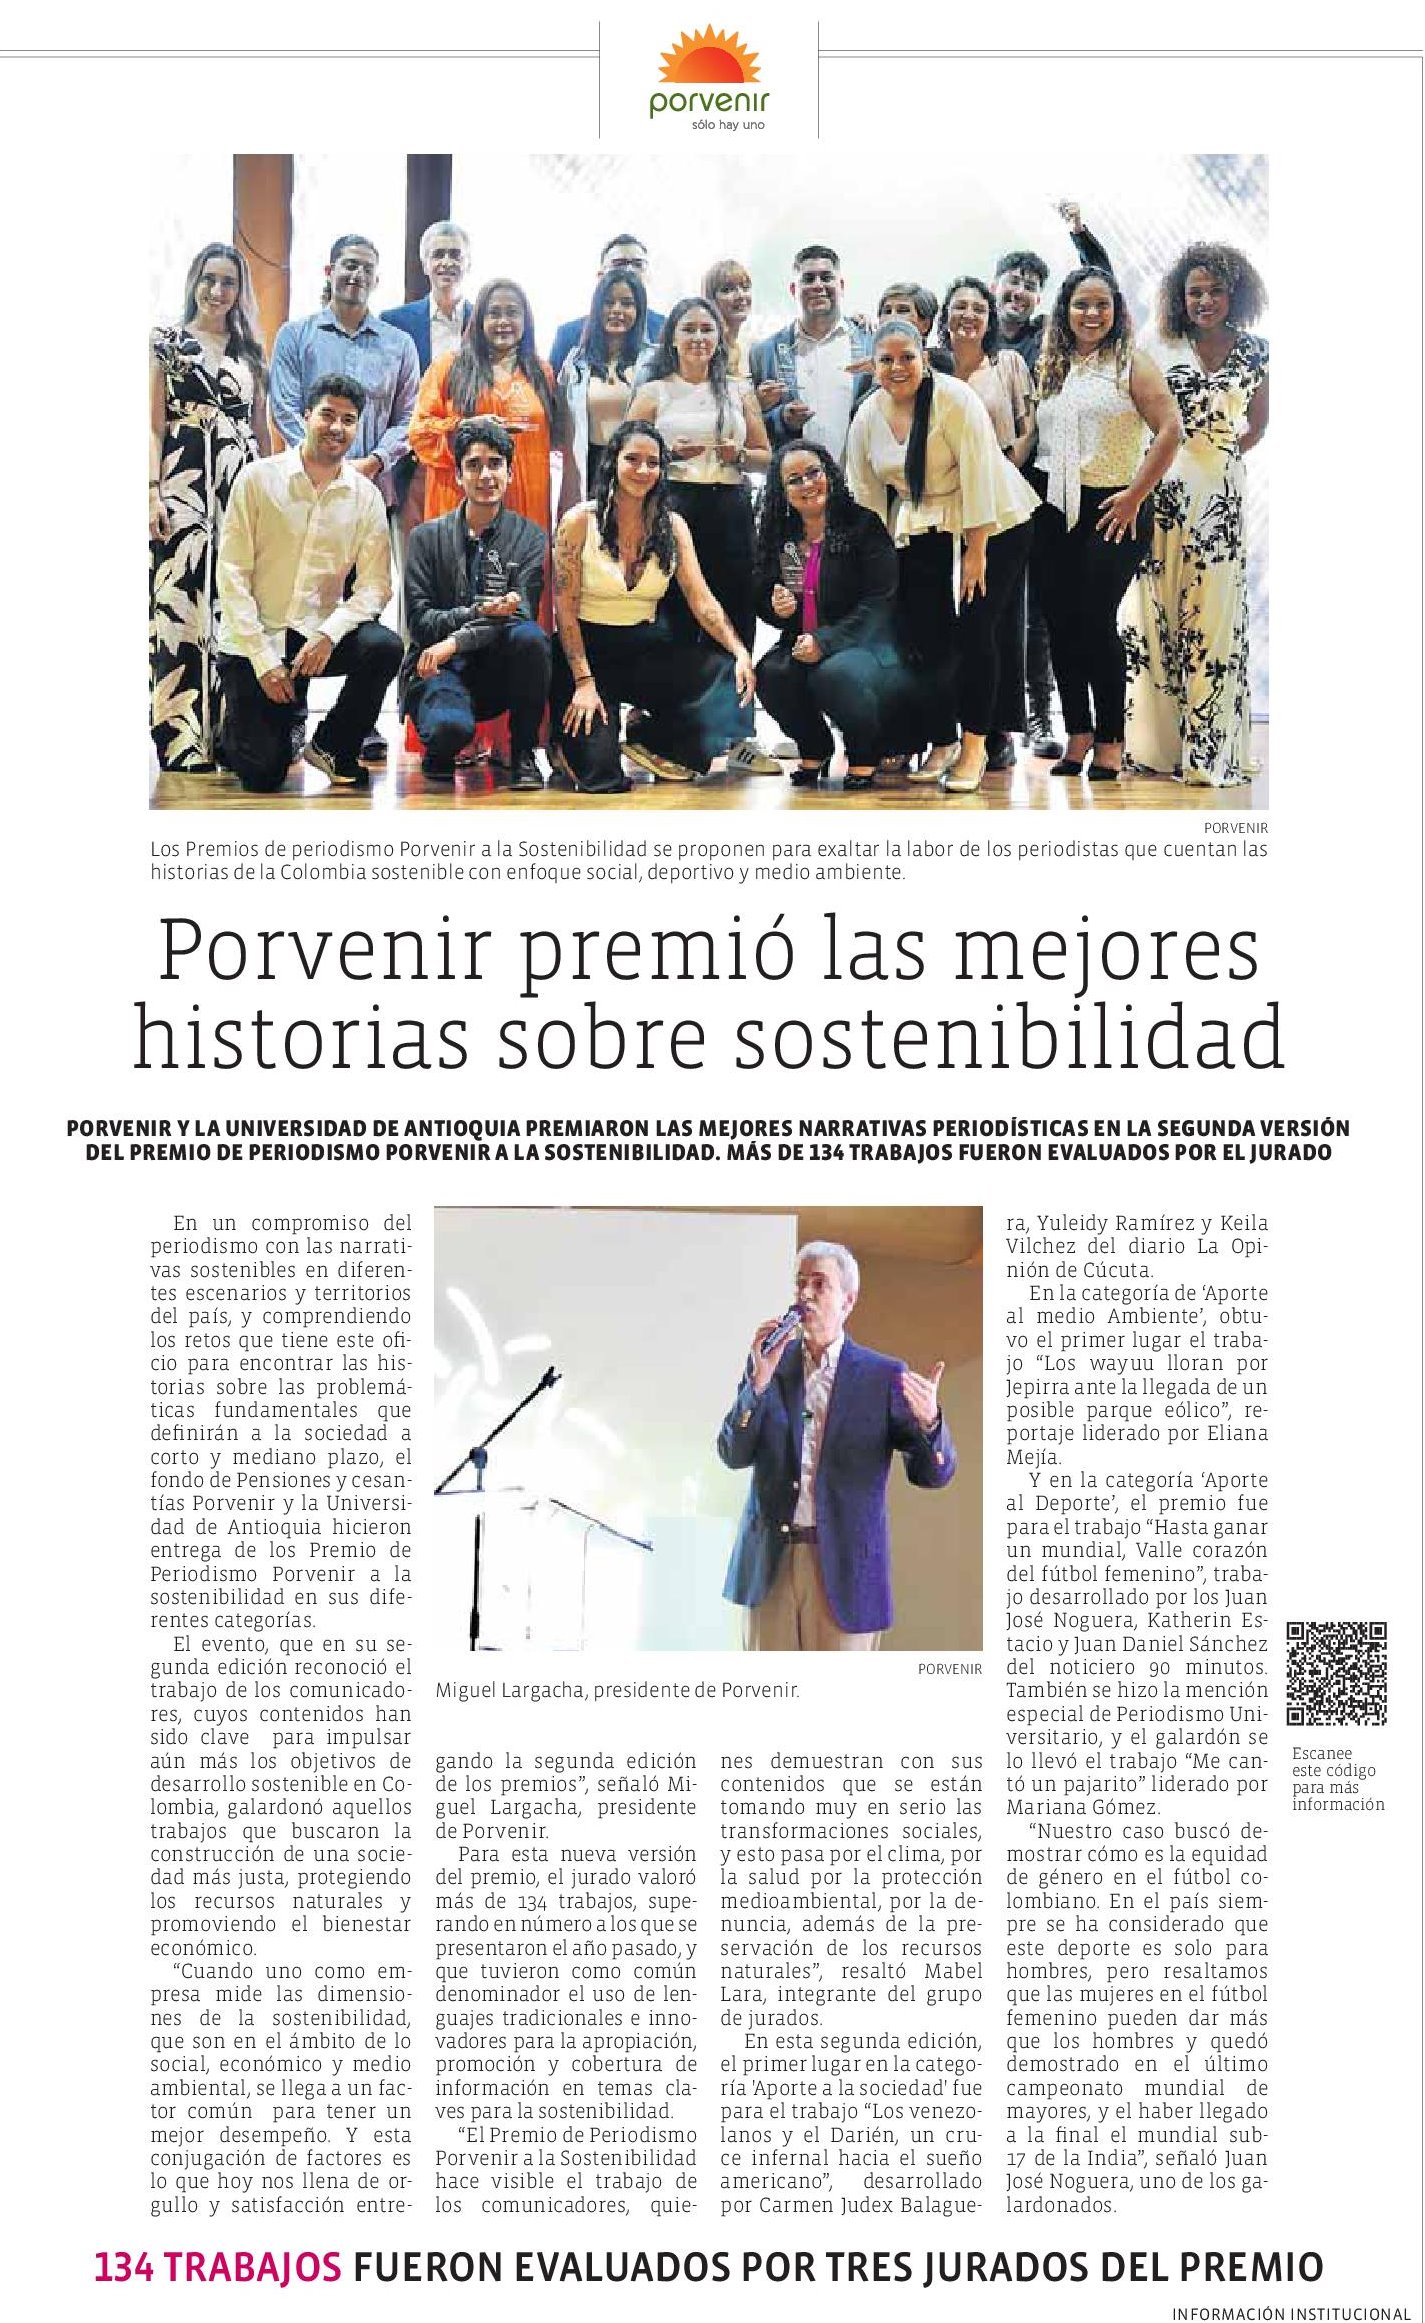 porvenir
sólo hay uno
PORVENIR
Los Premios de periodismo Porvenir a la Sostenibilidad se proponen para exaltar la labor de los periodistas que cuentan las
historias de la Colombia sostenible con enfoque social, deportivo y medio ambiente.
Porvenir premió las mejores
historias sobre sostenibilidad
PORVENIR Y LA UNIVERSIDAD DE ANTIOQUIA PREMIARON LAS MEJORES NARRATIVAS PERIODÍSTICAS EN LA SEGUNDA VERSIÓN
DEL PREMIO DE PERIODISMO PORVENIR A LA SOSTENIBILIDAD. MÁS DE 134 TRABAJOS FUERON EVALUADOS POR EL JURADO
En un compromiso del
periodismo con las narrati-
vas sostenibles en diferen-
tes escenarios y territorios
del país, y comprendiendo
los retos que tiene este ofi-
cio para encontrar las his-
torias sobre las problemá-
ticas fundamentales que
definirán a la sociedad a
corto y mediano plazo, el
fondo de Pensiones y cesan-
tías Porvenir y la Universi-
dad de Antioquia hicieron
entrega de los Premio de
Periodismo Porvenir a la
sostenibilidad en sus dife-
rentes categorías.
El evento, que en su se-
gunda edición reconoció el
trabajo de los comunicado-
res, cuyos contenidos han
sido clave para impulsar
aún más los objetivos de
desarrollo sostenible en Co-
lombia, galardonó aquellos
trabajos que buscaron la
construcción de una socie-
dad más justa, protegiendo
los recursos naturales y
promoviendo el bienestar
económico.
“Cuando uno como em-
presa mide las dimensio-
nes de la sostenibilidad,
que son en el ámbito de lo
social, económico y medio
ambiental, se llega a un fac-
tor común para tener un
mejor desempeño. Y esta
conjugación de factores es
lo que hoy nos llena de or-
gullo y satisfacción entre-
PORVENIR
Miguel Largacha, presidente de Porvenir.
gando la segunda edición
de los premios”, señaló Mi-
guel Largacha, presidente
de Porvenir.
Para esta nueva versión
del premio, el jurado valoró
más de 134 trabajos, supe-
rando en número a los que se
presentaron el año pasado, y
que tuvieron como común
denominador el uso de len-
guajes tradicionales e inno-
vadores para la apropiación,
promoción y cobertura de
información en temas cla-
ves para la sostenibilidad.
“El Premio de Periodismo
Porvenir a la Sostenibilidad
hace visible el trabajo de
los comunicadores, quie-
nes demuestran con sus
contenidos que se están
tomando muy en serio las
transformaciones sociales,
y esto pasa por el clima, por
la salud por la protección
medioambiental, por la de-
nuncia, además de la pre-
servación de los recursos
naturales”, resaltó Mabel
Lara, integrante del grupo
de jurados.
En esta segunda edición,
el primer lugar en la catego-
ría 'Aporte a la sociedad' fue
para el trabajo “Los venezo-
lanos y el Darién, un cru-
ce infernal hacia el sueño
americano”, desarrollado
por Carmen Judex Balague-
ra, Yuleidy Ramírez y Keila
Vilchez del diario La Opi-
nión de Cúcuta.
En la categoría de ‘Aporte
al medio Ambiente’, obtu-
vo el primer lugar el traba-
jo “Los wayuu lloran por
Jepirra ante la llegada de un
posible parque eólico”, re-
portaje liderado por Eliana
Mejía.
Y en la categoría ‘Aporte
al Deporte’, el premio fue
para el trabajo “Hasta ganar
un mundial, Valle corazón
del fútbol femenino”, traba-
jo desarrollado por los Juan
José Noguera, Katherin Es-
tacio y Juan Daniel Sánchez
del noticiero 90 minutos.
También se hizo la mención
especial de Periodismo Uni-
versitario, y el galardón se
lo llevó el trabajo “Me can-
tó un pajarito” liderado por
Mariana Gómez.
“Nuestro caso buscó de-
mostrar cómo es la equidad
de género en el fútbol co-
lombiano. En el país siem-
pre se ha considerado que
este deporte es solo para
hombres, pero resaltamos
que las mujeres en el fútbol
femenino pueden dar más
que los hombres y quedó
demostrado en el último
campeonato mundial de
mayores, y el haber llegado
a la final el mundial sub-
17 de la India”, señaló Juan
José Noguera, uno de los ga-
lardonados.
Escanee
este código
para más
información
134 TRABAJOS FUERON EVALUADOS POR TRES JURADOS DEL PREMIO
INFORMACIÓN INSTITUCIONAL